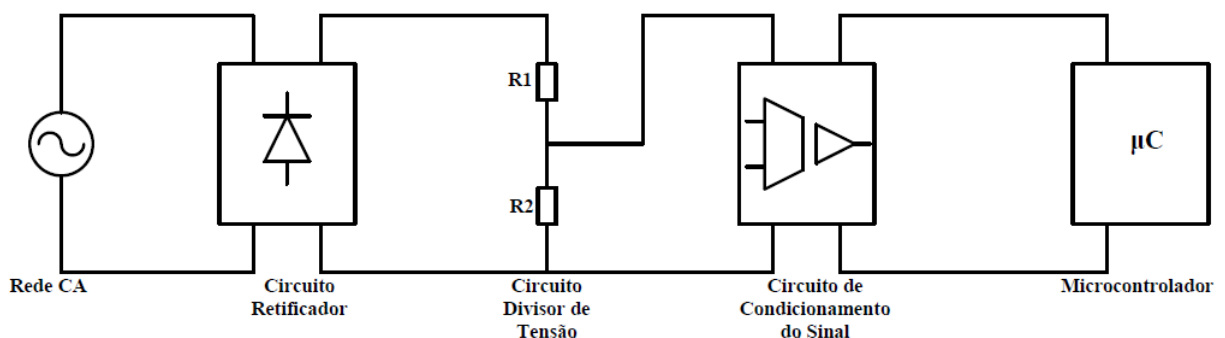 R1
R2
μC
Rede CA
Circuito
Retificador
Circuito
Divisor de
Tensão
Circuito de
Condicionamento
do Sinal
Microcontrolador